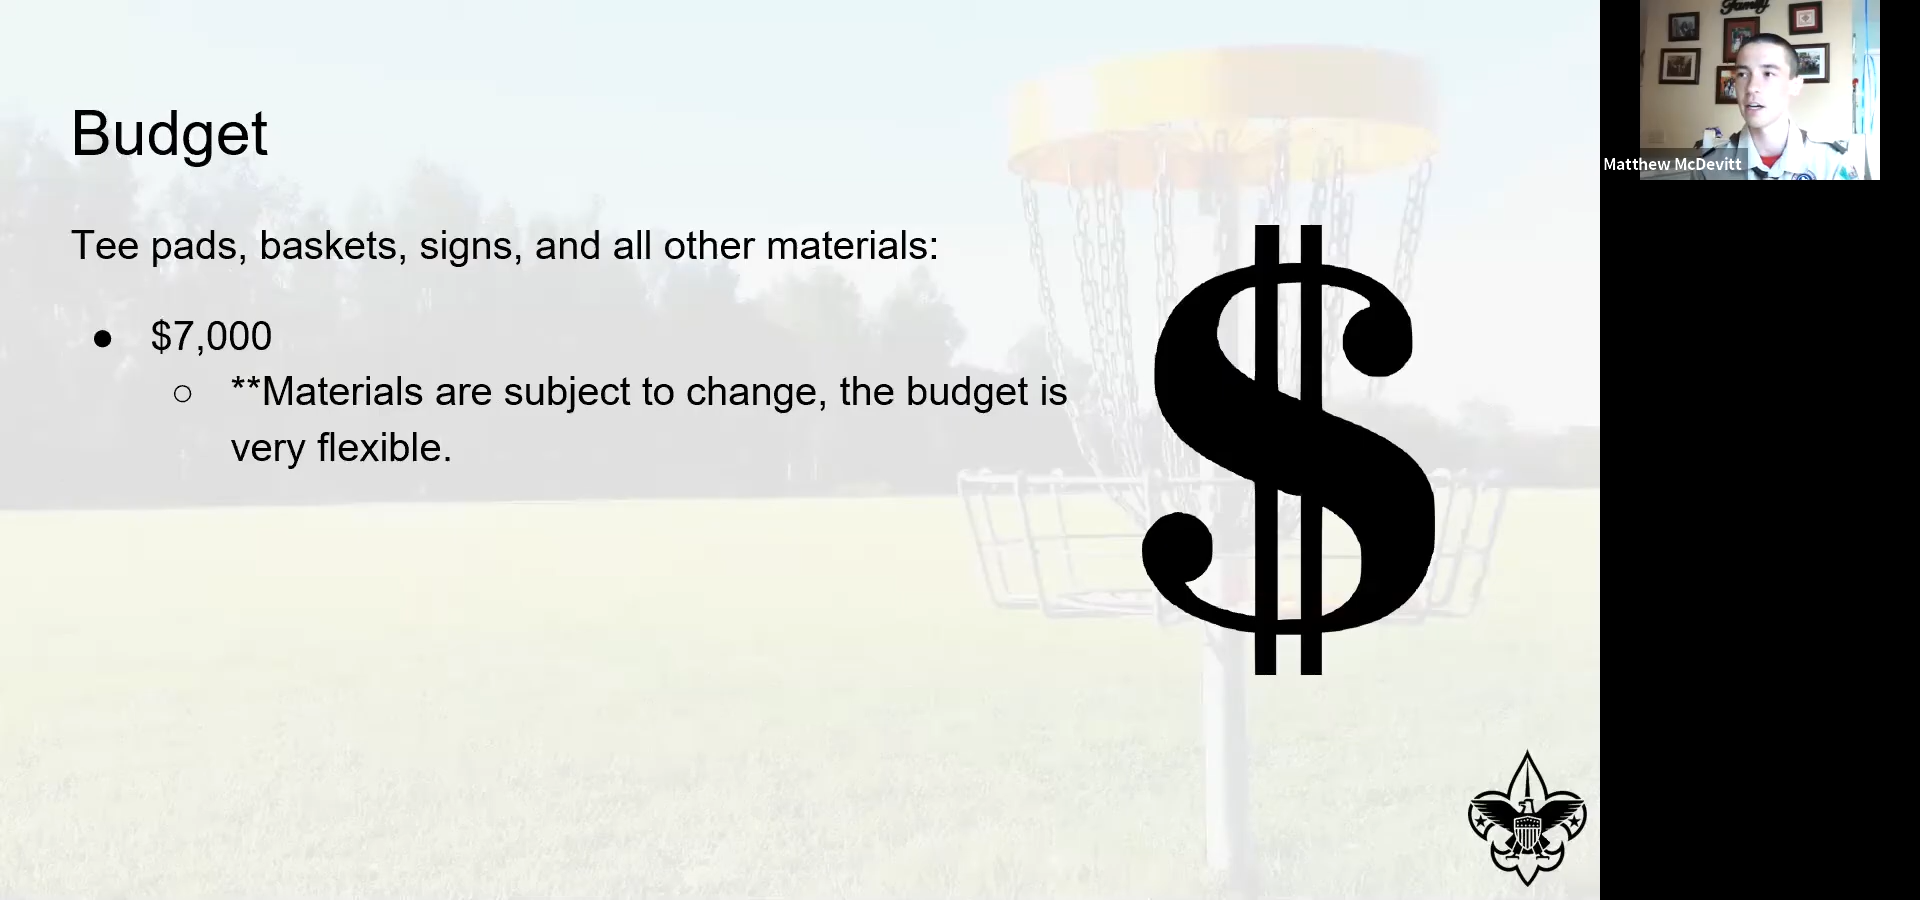 Budget
Tee pads, baskets, signs, and all other materials:
● $7,000
○ **Materials are subject to change, the budget is
very flexible.
Family
Matthew McDevitt